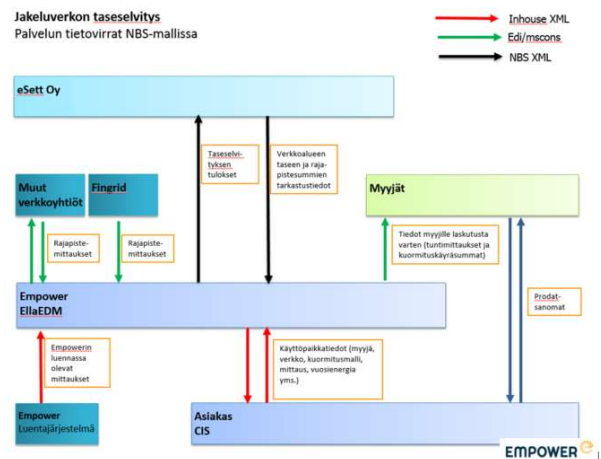 Jakeluverkon taseselvitys
Palvelun tietovirrat NBS-mallissa
Inhouse XML
Edi/mscons
NBS XML
eSett Oy
Taseselvi-
tyksen
tulokset
Verkkoalueen
taseen ja raja-
pistesummien
tarkastustiedot
Muut
verkkoyhtiöt
Fingrid
Myyjät
Rajapiste-
mittaukset
Rajapiste-
mittaukset
Tiedot myyjille laskutusta
varten (tuntimittaukset ja
kuormituskäyräsummat)
Empower
EllaEDM
Prodat-
sanomat
Empowerin
luennassa
olevat
mittaukset
Käyttöpaikkatiedot (myyjä,
verkko, kuormitusmalli,
mittaus, vuosienergia
yms.)
Empower
Luentajärjestelmä
Asiakas
CIS
EMPOWER